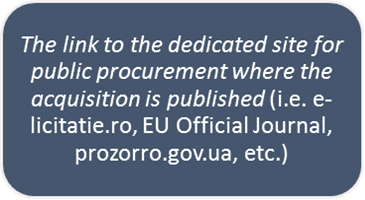 The link to the dedicated site for
public procurement where the
acquisition is published (i.e. e-
licitatie.ro, EU Official Journal,
prozorro.gov.ua, etc.)